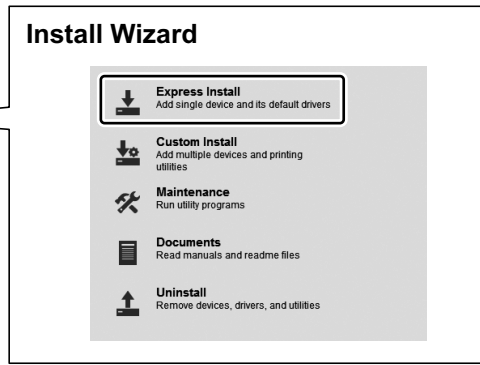 Install Wizard
Express Install
Add single device and its default drivers
Custom Install
Add multiple devices and printing
utilities
Maintenance
Run utility programs
Documents
Read manuals and readme files
Uninstall
Remove devices, drivers, and utilities